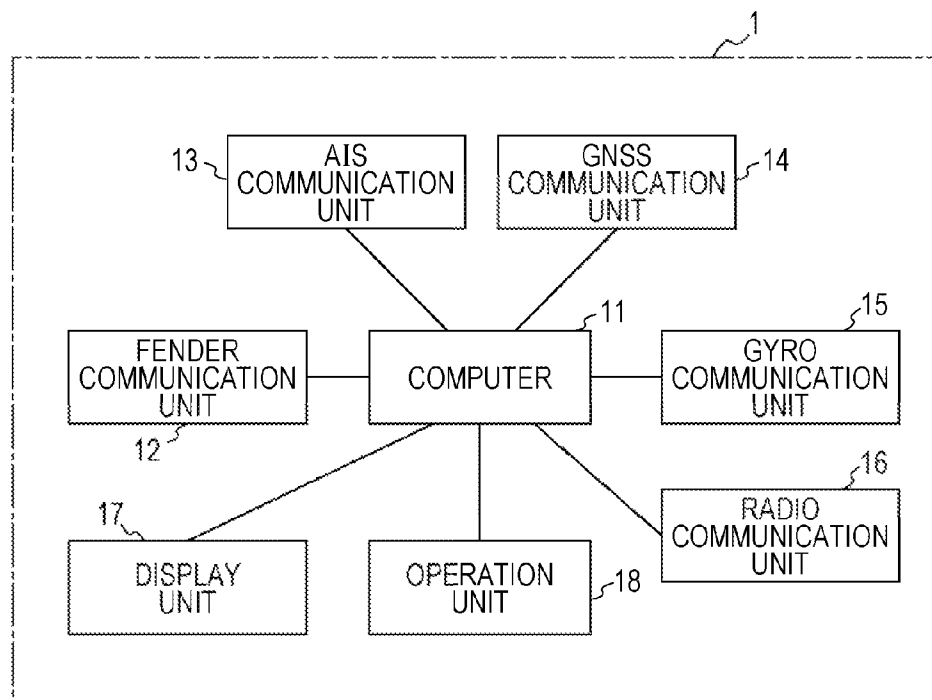 1
13
AIS
COMMUNICATION
UNIT
GNSS
COMMUNICATION
UNIT
14
FENDER
COMMUNICATION
UNIT
12
11
COMPUTER
15
GYRO
COMMUNICATION
UNIT
16
RADIO
COMMUNICATION
UNIT
17
DISPLAY
UNIT
OPERATION
UNIT
18